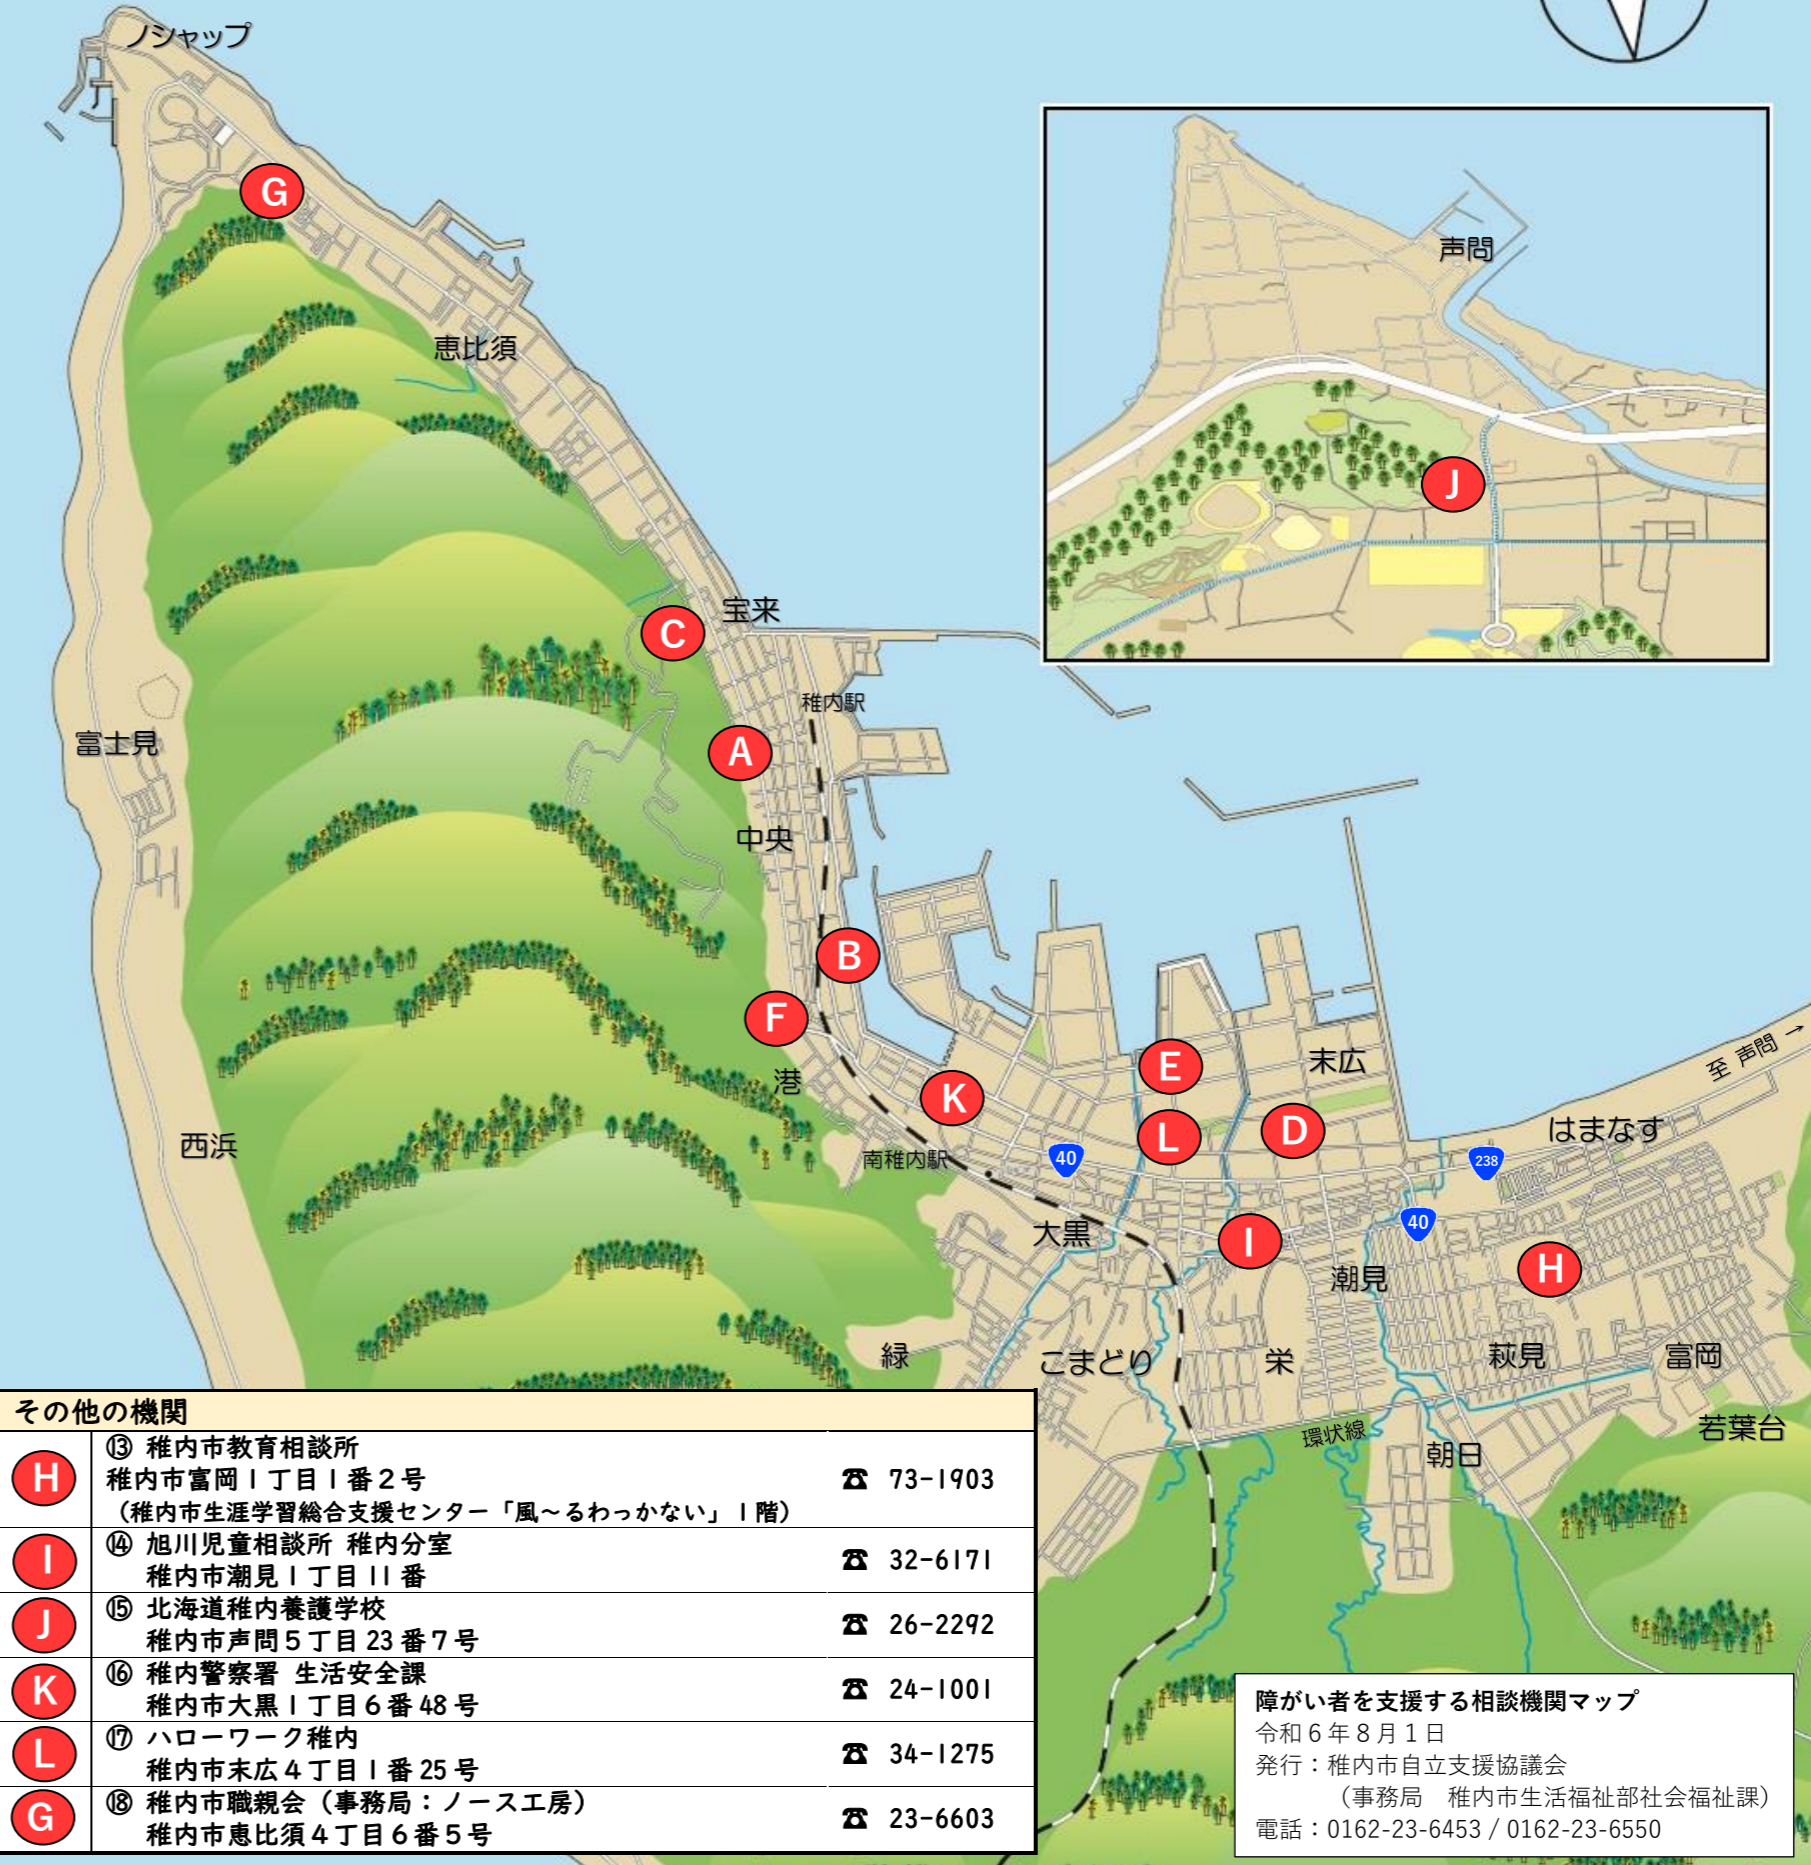 ノシャップ
G
恵比須
声問
J
宝来
C
稚内駅
A
富士見
中央
B
F
港
K
E
末広
L
D
至 声問 →
はまなす
西浜
南稚内駅
40
238
大黒
I
40
潮見
H
緑
こまどり
栄
萩見
富岡
環状線
朝日
若葉台
その他の機関
H
⑬ 稚内市教育相談所
稚内市富岡1丁目1番2号
(稚内市生涯学習総合支援センター「風~るわっかない」1階)
☎ 73-1903
I
⑭ 旭川児童相談所 稚内分室
稚内市潮見1丁目11番
☎ 32-6171
J
⑮ 北海道稚内養護学校
稚内市声問5丁目23番7号
☎ 26-2292
K
⑯ 稚内警察署 生活安全課
稚内市大黒1丁目6番48号
☎ 24-1001
L
⑰ ハローワーク稚内
稚内市末広4丁目1番25号
☎ 34-1275
G
⑱ 稚内市職親会(事務局:ノース工房)
稚内市恵比須4丁目6番5号
☎ 23-6603
障がい者を支援する相談機関マップ
令和6年8月1日
発行:稚内市自立支援協議会
(事務局 稚内市生活福祉部社会福祉課)
電話:0162-23-6453 / 0162-23-6550